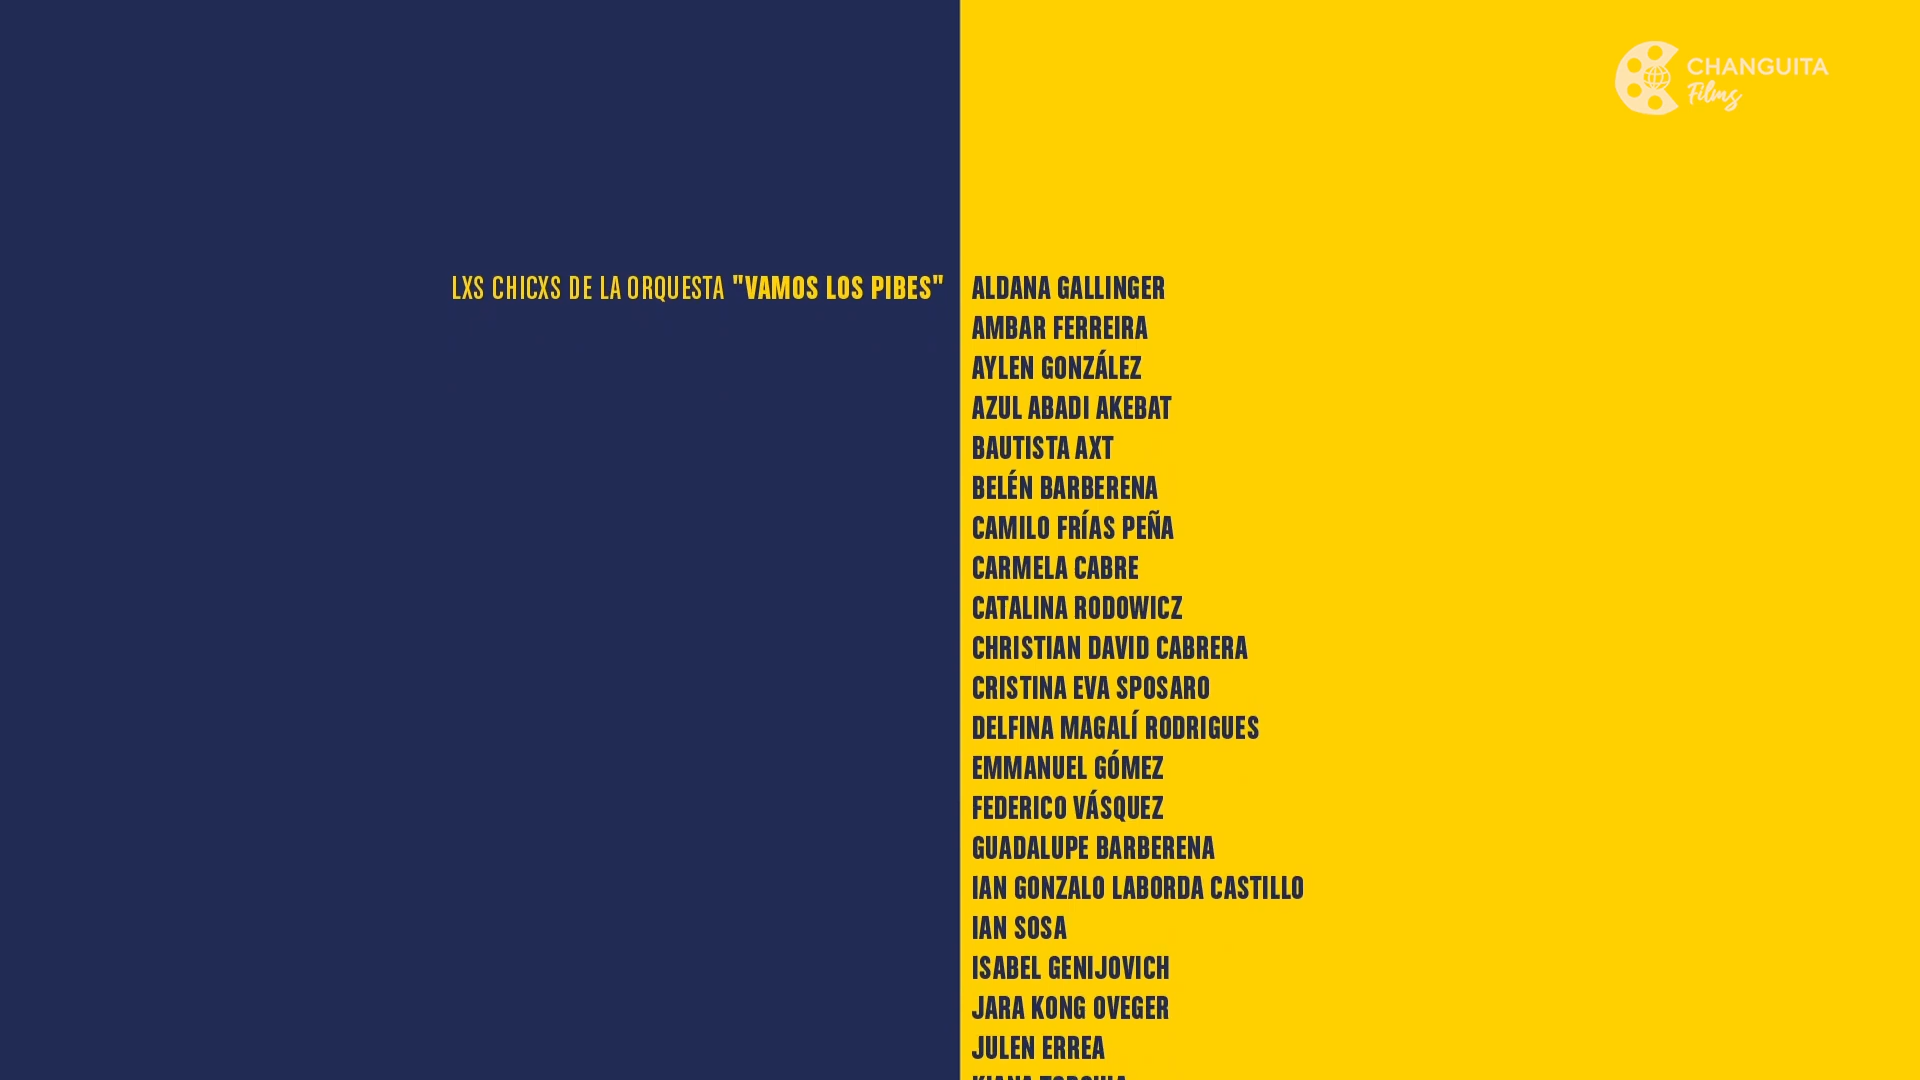 CHANGUITA
Films
LXS CHICXS DE LA ORQUESTA "VAMOS LOS PIBES"
ALDANA GALLINGER
AMBAR FERREIRA
AYLEN GONZÁLEZ
AZUL ABADI AKEBAT
BAUTISTA AXT
BELÉN BARBERENA
CAMILO FRÍAS PEÑA
CARMELA CABRE
CATALINA RODOWICZ
CHRISTIAN DAVID CABRERA
CRISTINA EVA SPOSARO
DELFINA MAGALÍ RODRIGUES
EMMANUEL GÓMEZ
FEDERICO VÁSQUEZ
GUADALUPE BARBERENA
IAN GONZALO LABORDA CASTILLO
IAN SOSA
ISABEL GENIJOVICH
JARA KONG OVEGER
JULEN ERREA